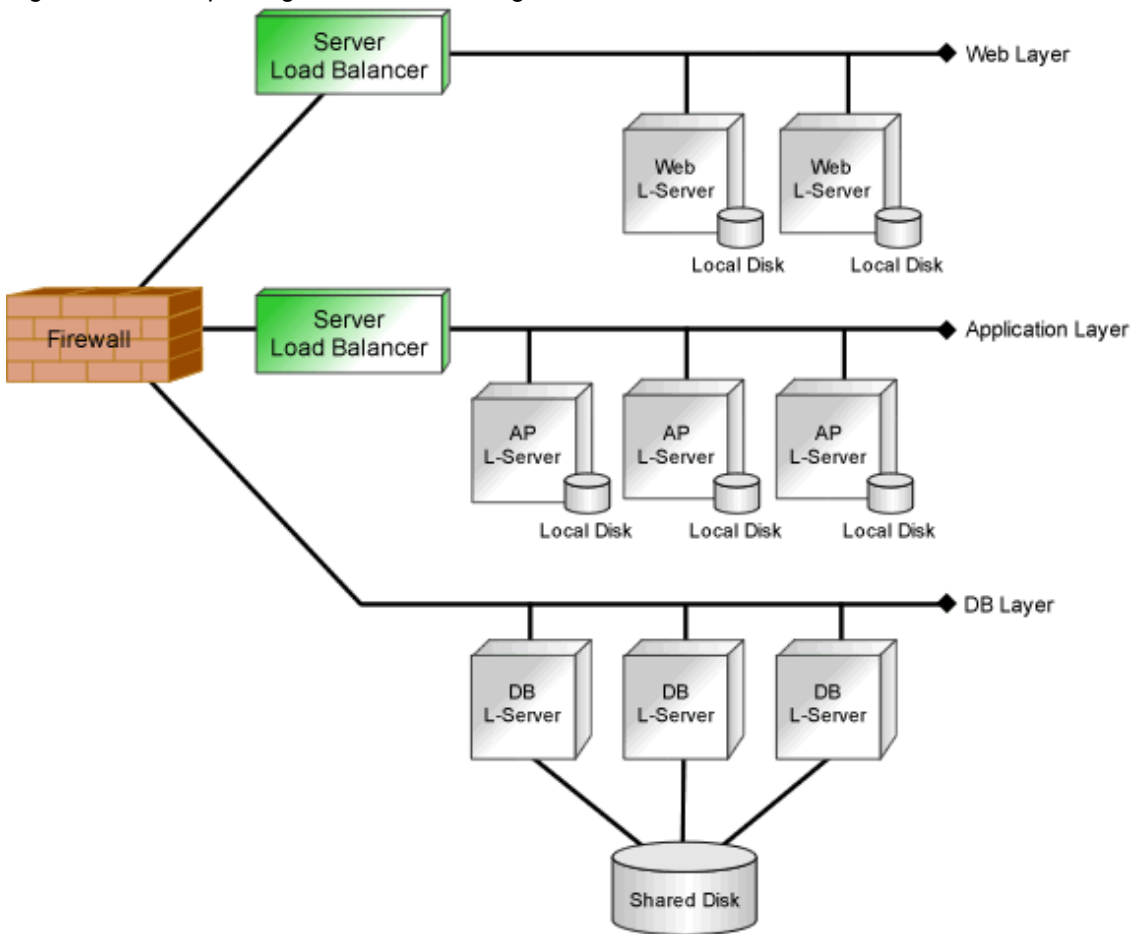 Server
Load Balancer
Web Layer
Web
L-Server
Web
L-Server
Local Disk
Local Disk
Firewall
Server
Load Balancer
Application Layer
AP
L-Server
AP
L-Server
AP
L-Server
Local Disk
Local Disk
Local Disk
DB Layer
DB
L-Server
DB
L-Server
DB
L-Server
Shared Disk